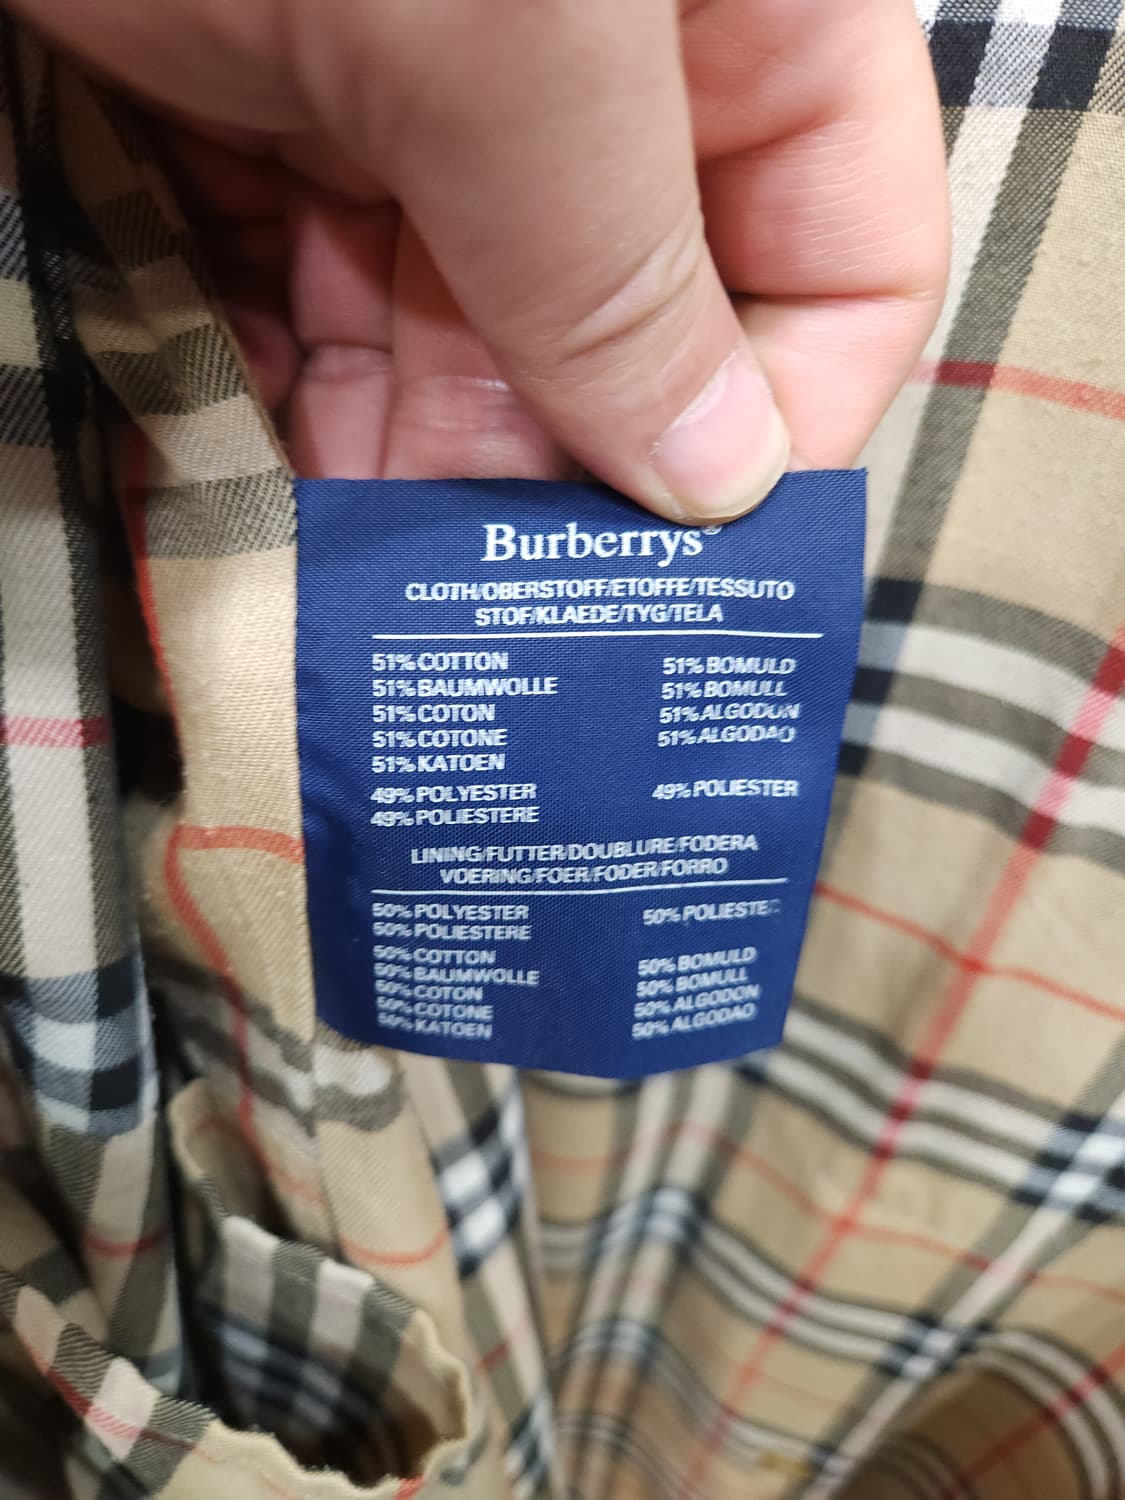 Burberrys®
CLOTH/OBERSTOFF/ETOFFE/TESSUTO
STOF/KLAEDE/TYG/TELA
51% COTTON
51% BAUMWOLLE
51% COTON
51% COTONE
51% KATOEN
51% BOMULD
51% BOMULL
51% ALGODON
51% ALGODAO
49% POLYESTER
49% POLIESTERE
49% POLIESTER
LINING/FUTTER/DOUBLURE/FODERA
VOERING/FOER/FODER/FORRO
50% POLYESTER
50% POLIESTERE
50% POLIESTER
50% COTTON
50% BAUMWOLLE
50% COTON
50% COTONE
50% KATOEN
50% BOMULD
50% BOMULL
50% ALGODON
50% ALGODAO